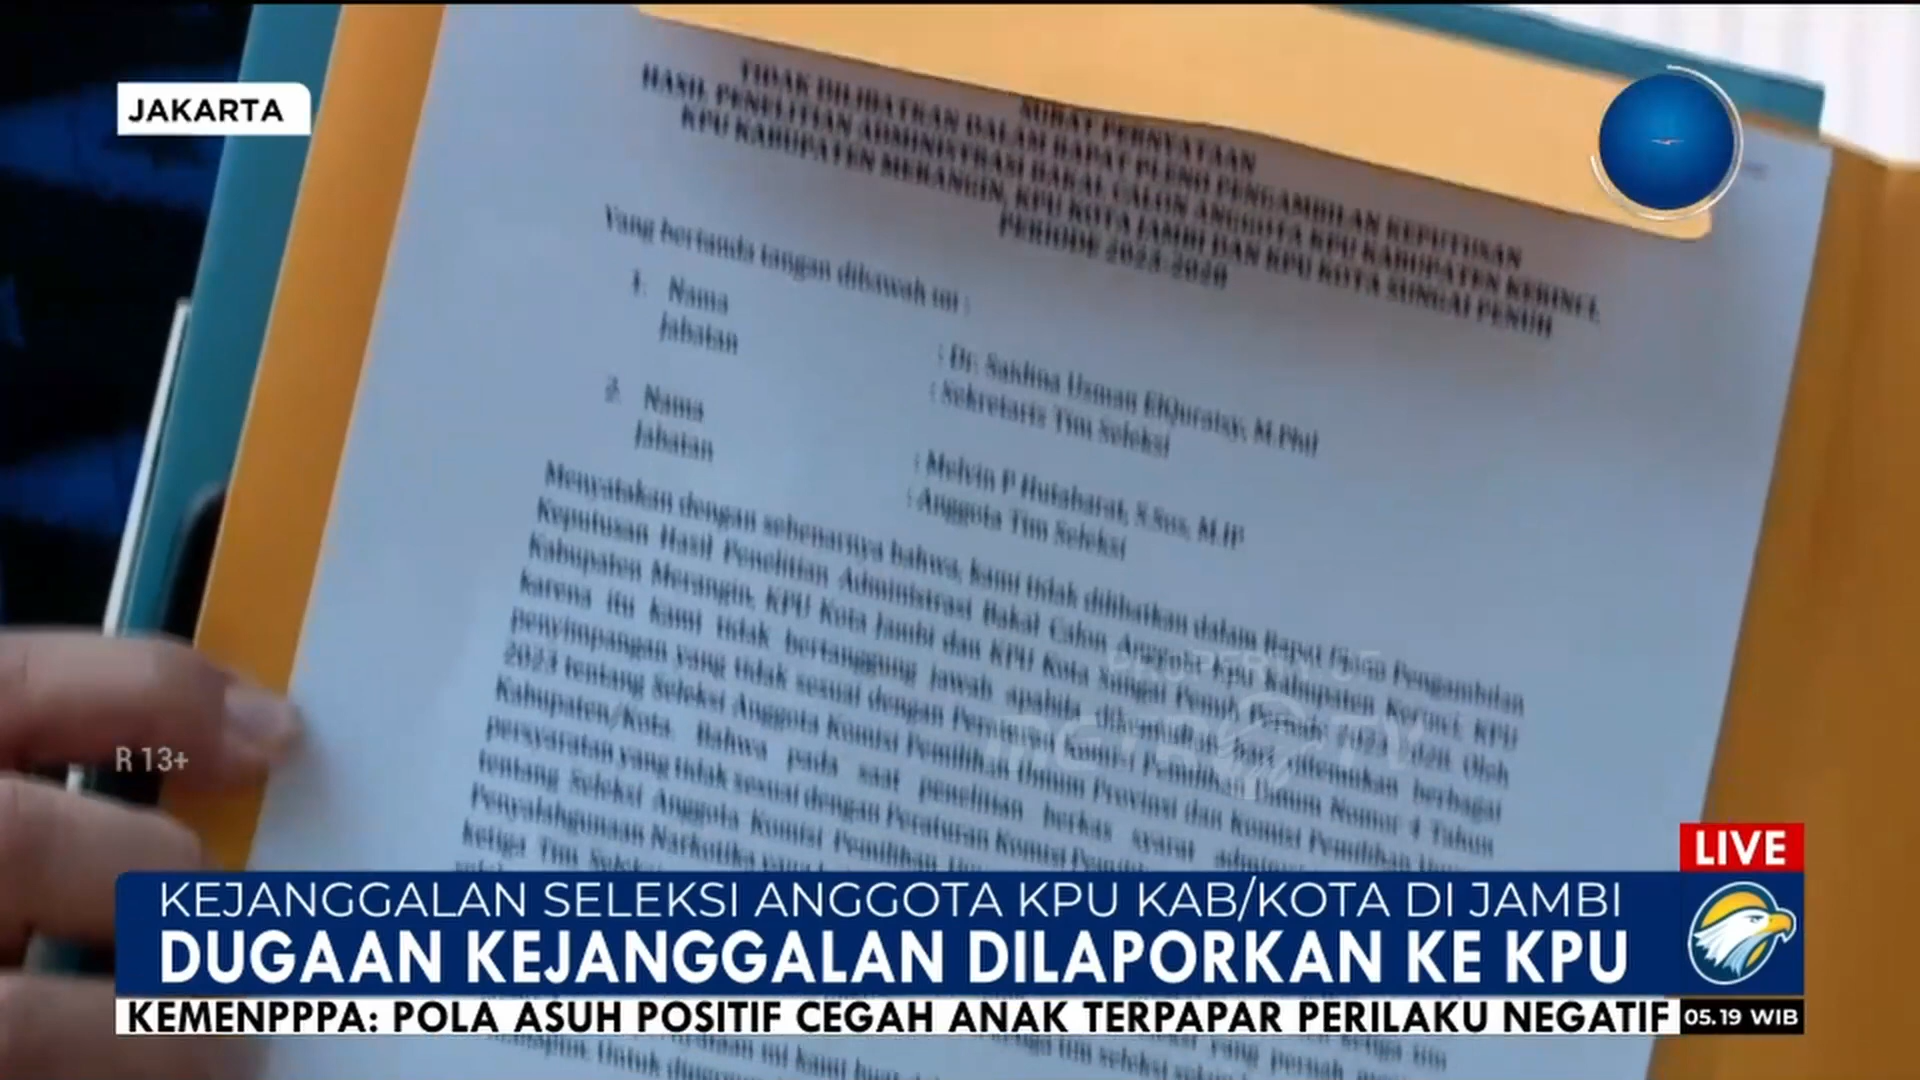 JAKARTA
SURAT PERNYATAAN
TIDAK DILIBATKAN DALAM RAPAT PLENO PENGAMBILAN KEPUTUSAN
HASIL PENELITIAN ADMINISTRASI BAKAL CALON ANGGOTA KPU KABUPATEN KERINCI,
KPU KABUPATEN MERANGIN, KPU KOTA JAMBI DAN KPU KOTA SUNGAI PENUH
PERIODE 2023-2028
Yang bertanda tangan dibawah ini :
1. Nama : Dr. Saidina Usman ElQuraisy, M.Phil
Jabatan : Sekretaris Tim Seleksi
2. Nama : Melvin P Hutabarat, S.Sos, M.IP
Jabatan : Anggota Tim Seleksi
Menyatakan dengan sebenarnya bahwa, kami tidak dilibatkan dalam Rapat Pleno Pengambilan
Keputusan Hasil Penelitian Administrasi Bakal Calon Anggota KPU Kabupaten Kerinci, KPU
Kabupaten Merangin, KPU Kota Jambi dan KPU Kota Sungai Penuh Periode 2023-2028. Oleh
karena itu kami tidak bertanggung jawab apabila dikemudian hari ditemukan berbagai
penyimpangan yang tidak sesuai dengan Peraturan Komisi Pemilihan Umum Nomor 4 Tahun
2023 tentang Seleksi Anggota Komisi Pemilihan Umum Provinsi dan Komisi Pemilihan
Kabupaten/Kota. Bahwa pada saat penelitian berkas syarat
persyaratan yang tidak sesuai dengan Peraturan Komisi
tentang Seleksi Anggota Komisi Pemilihan
Penyalahgunaan Narkotika yang
ketiga Tim Seleksi
PROPERTY OF
METRO TV
R 13+
LIVE
KEJANGGALAN SELEKSI ANGGOTA KPU KAB/KOTA DI JAMBI
DUGAAN KEJANGGALAN DILAPORKAN KE KPU
KEMENPPPA: POLA ASUH POSITIF CEGAH ANAK TERPAPAR PERILAKU NEGATIF
05.19 WIB